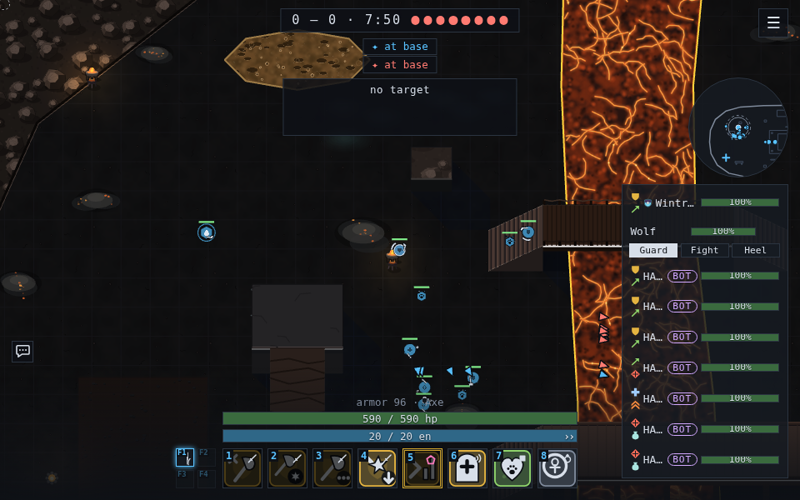 0 — 0 · 7:50
✦ at base
✦ at base
no target
Wintr… 100%
Wolf 100%
Guard Fight Heel
HA… BOT 100%
HA… BOT 100%
HA… BOT 100%
HA… BOT 100%
HA… BOT 100%
HA… BOT 100%
HA… BOT 100%
armor 96 · Axe
590 / 590 hp
20 / 20 en ››
F1 F2
F3 F4
1 2 3 4 5 6 7 8